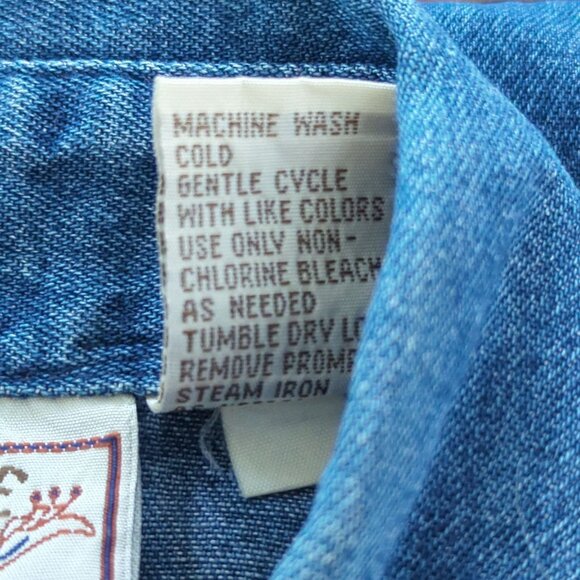 MACHINE WASH
COLD
GENTLE CYCLE
WITH LIKE COLORS
USE ONLY NON-
CHLORINE BLEACH
AS NEEDED
TUMBLE DRY LO
REMOVE PROMP
STEAM IRON